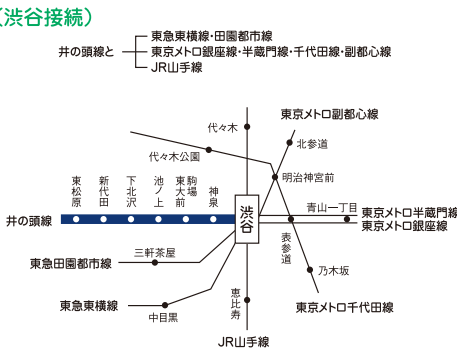 (渋谷接続)
井の頭線と
東急東横線・田園都市線
東京メトロ銀座線・半蔵門線・千代田線・副都心線
JR山手線
東京メトロ副都心線
代々木
北参道
代々木公園
明治神宮前
東松原
新代田
下北沢
池ノ上
駒場東大前
神泉
渋谷
青山一丁目
井の頭線
東京メトロ半蔵門線
東京メトロ銀座線
表参道
三軒茶屋
東急田園都市線
乃木坂
恵比寿
東急東横線
中目黒
東京メトロ千代田線
JR山手線